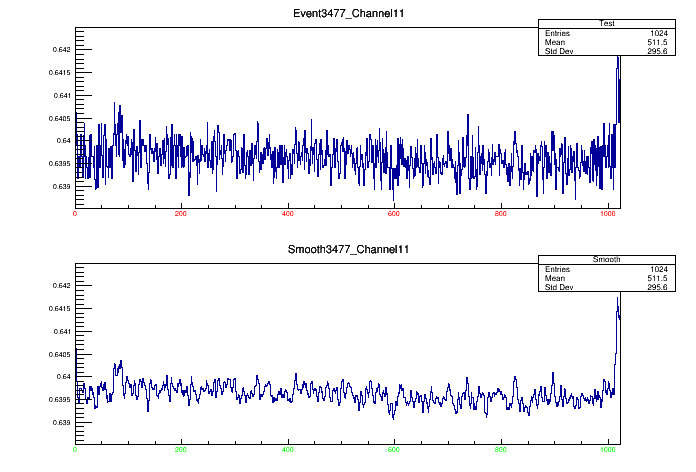 Event3477_Channel11
Test
Entries 1024
Mean 511.5
Std Dev 295.6
0.642
0.6415
0.641
0.6405
0.64
0.6395
0.639
0 200 400 600 800 1000
Smooth3477_Channel11
Smooth
Entries 1024
Mean 511.5
Std Dev 295.6
0.642
0.6415
0.641
0.6405
0.64
0.6395
0.639
0 200 400 600 800 1000